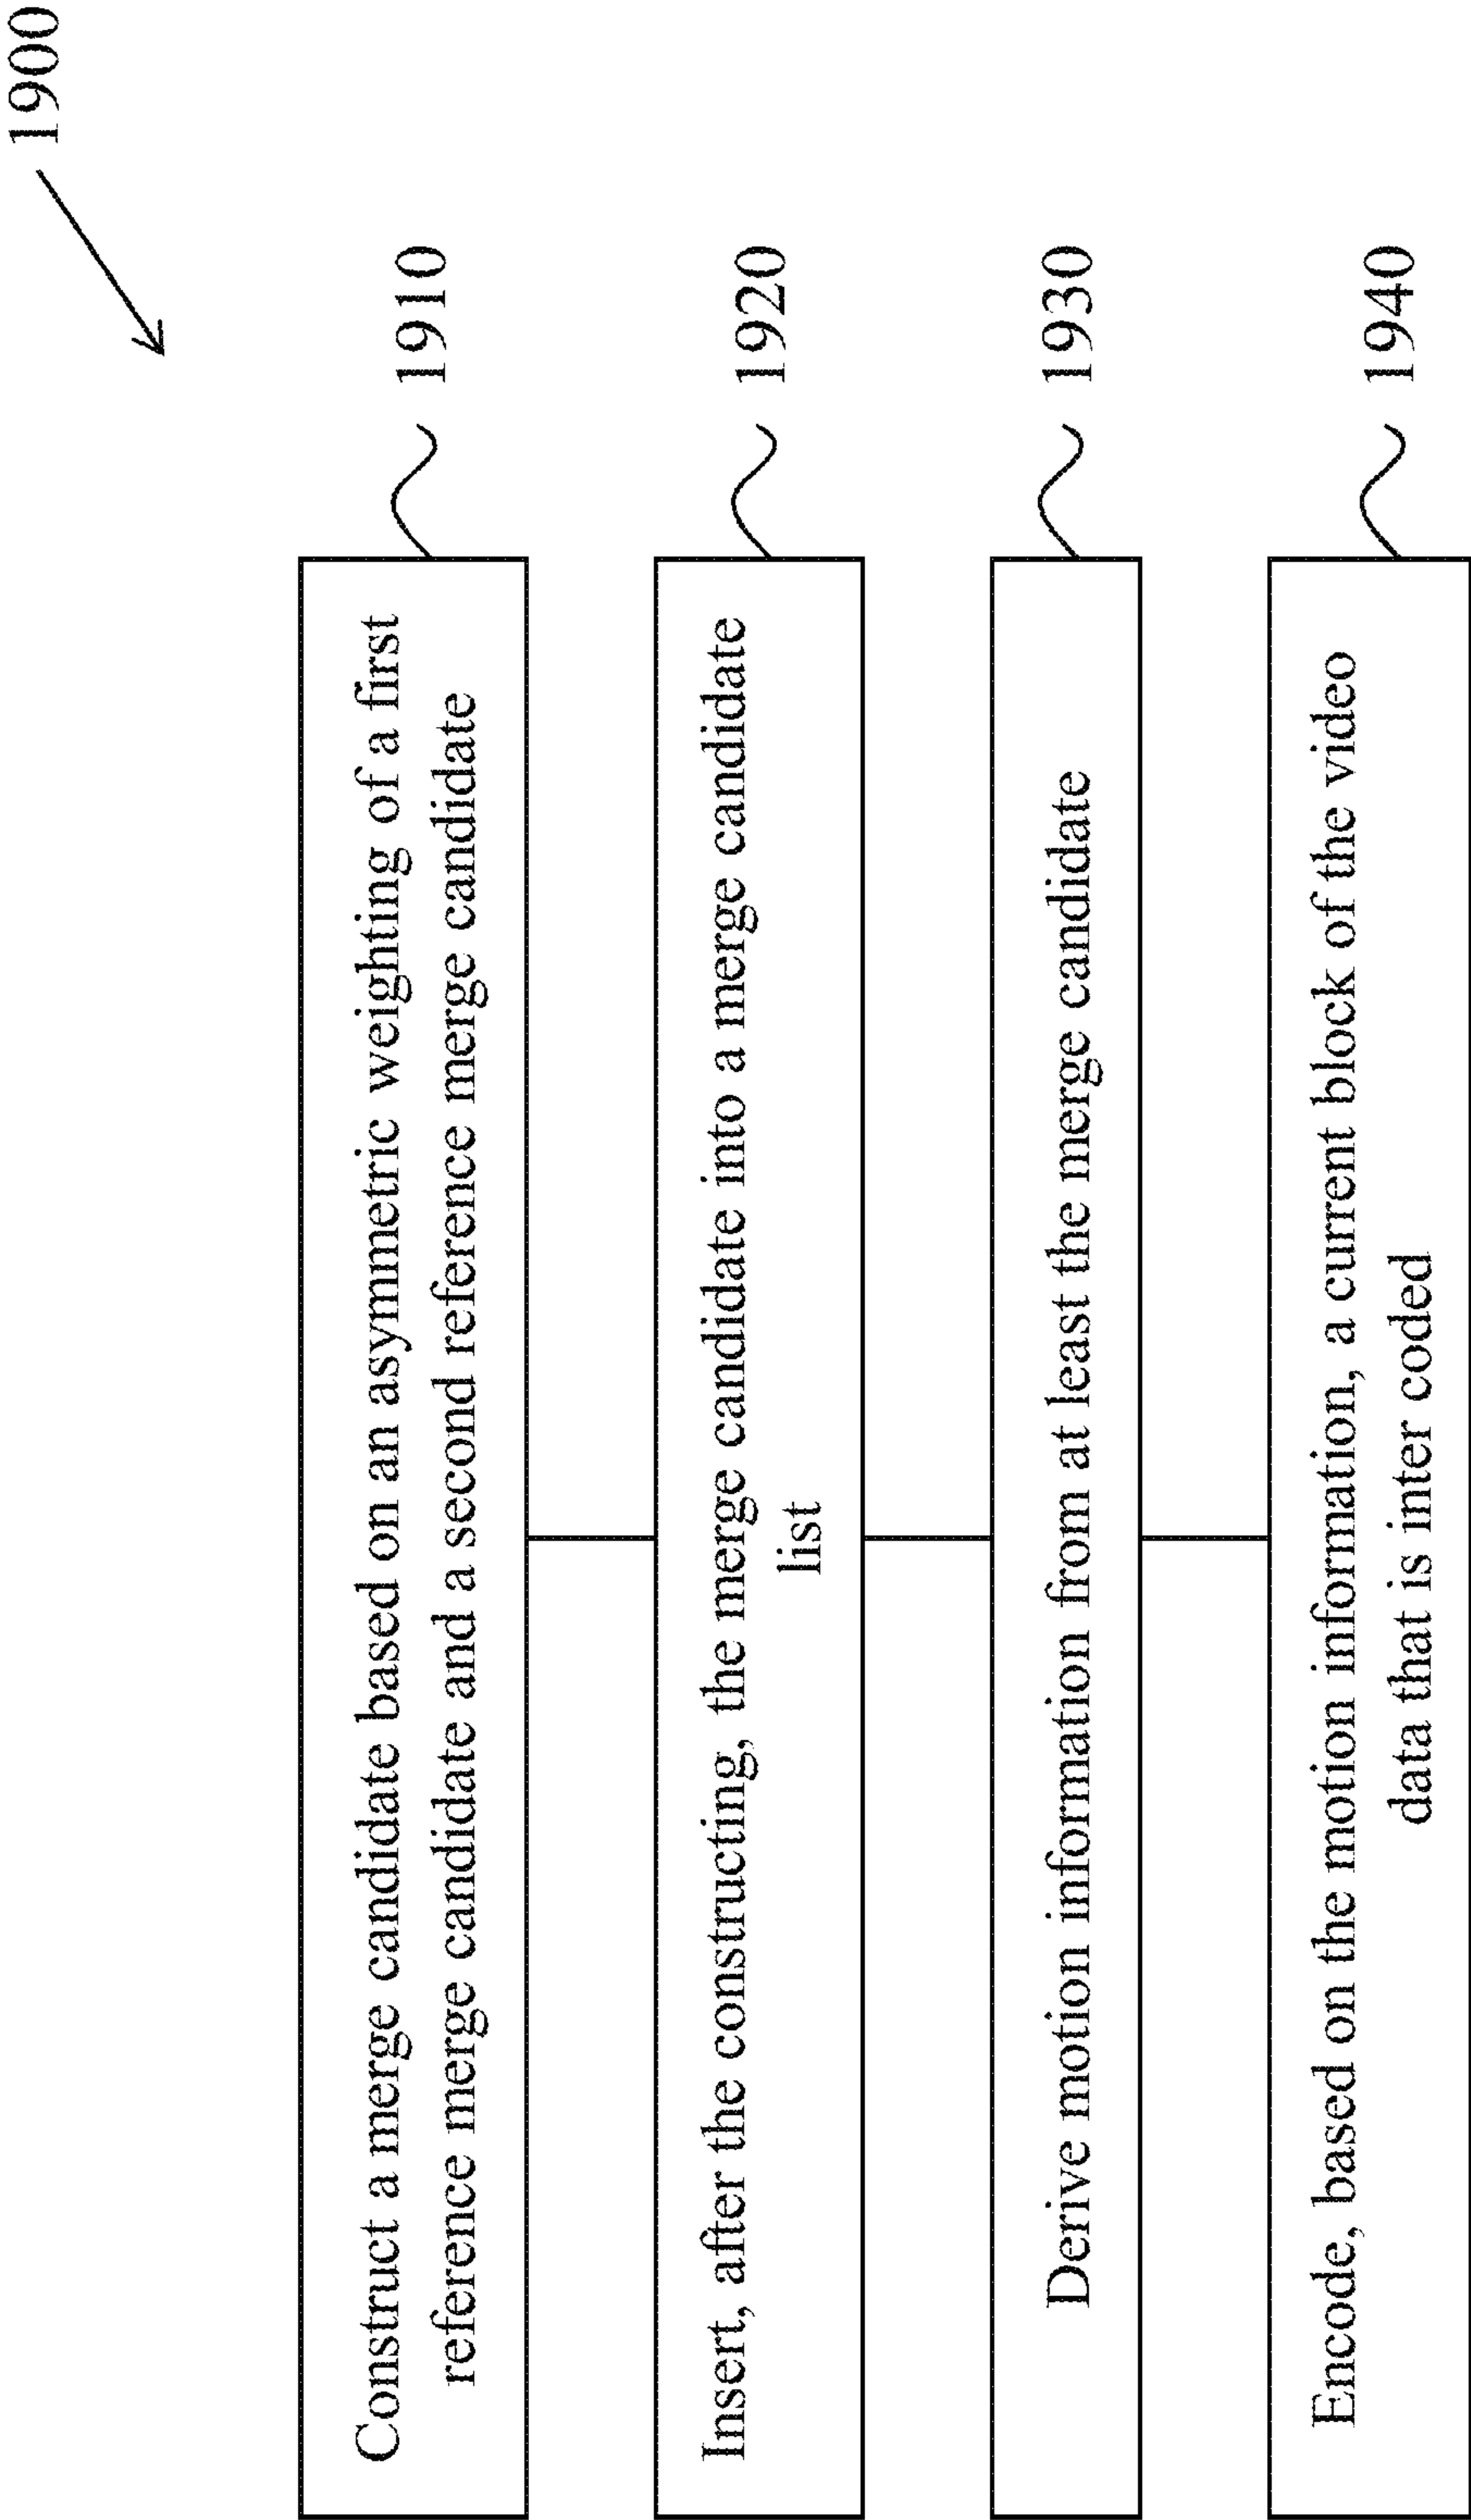 1900
Construct a merge candidate based on an asymmetric weighting of a first
reference merge candidate and a second reference merge candidate
1910
Insert, after the constructing, the merge candidate into a merge candidate
list
1920
Derive motion information from at least the merge candidate
1930
Encode, based on the motion information, a current block of the video
data that is inter coded
1940